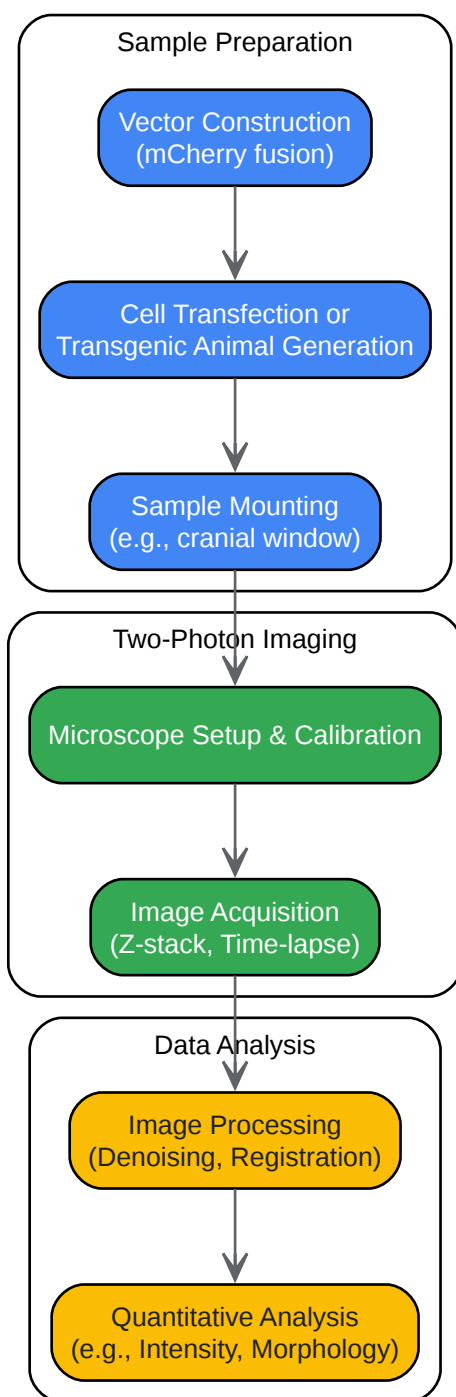 Sample Preparation
Vector Construction
(mCherry fusion)
Cell Transfection or
Transgenic Animal Generation
Sample Mounting
(e.g., cranial window)
Two-Photon Imaging
Microscope Setup & Calibration
Image Acquisition
(Z-stack, Time-lapse)
Data Analysis
Image Processing
(Denoising, Registration)
Quantitative Analysis
(e.g., Intensity, Morphology)